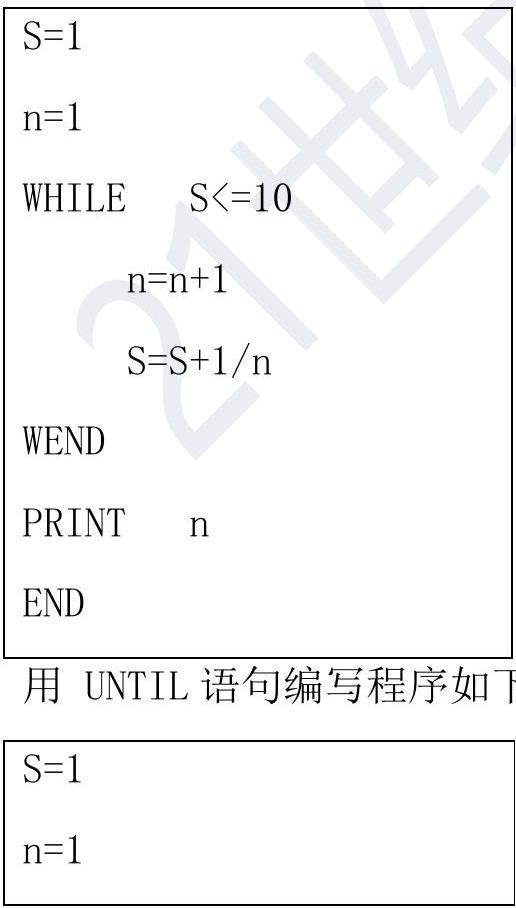 S=1
n=1
WHILE S<=10
n=n+1
S=S+1/n
WEND
PRINT n
END
用 UNTIL 语句编写程序如下
S=1
n=1